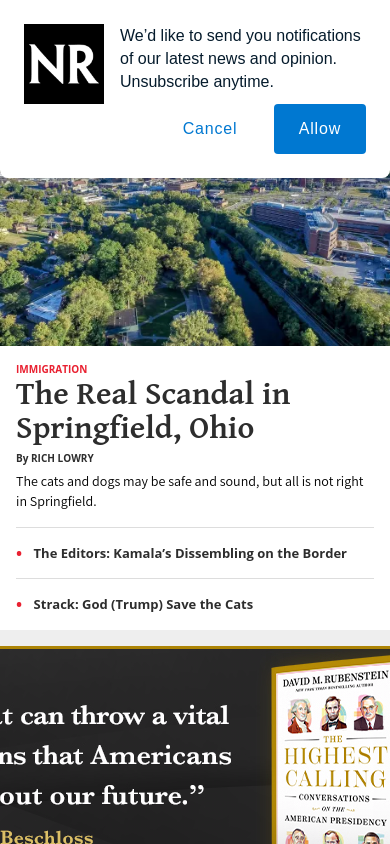 NR
We’d like to send you notifications
of our latest news and opinion.
Unsubscribe anytime.
Cancel
Allow
IMMIGRATION
The Real Scandal in
Springfield, Ohio
By RICH LOWRY
The cats and dogs may be safe and sound, but all is not right
in Springfield.
• The Editors: Kamala’s Dissembling on the Border
• Strack: God (Trump) Save the Cats
can throw a vital
that Americans
out our future.”
Beschloss
DAVID M. RUBENSTEIN
NEW YORK TIMES BESTSELLING AUTHOR
THE
HIGHEST
CALLING
CONVERSATIONS
ON THE
AMERICAN PRESIDENCY